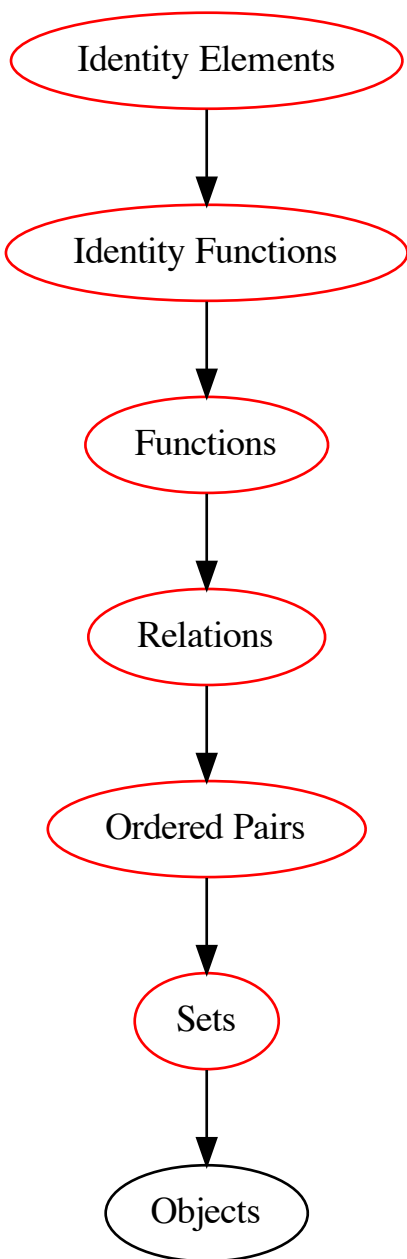 Identity Elements
Identity Functions
Functions
Relations
Ordered Pairs
Sets
Objects